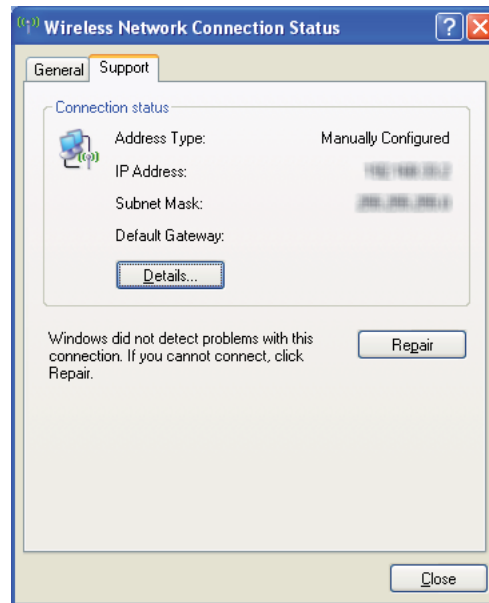 Wireless Network Connection Status
General Support
Connection status
Address Type: Manually Configured
IP Address:
Subnet Mask:
Default Gateway:
Details...
Windows did not detect problems with this
connection. If you cannot connect, click
Repair.
Repair
Close